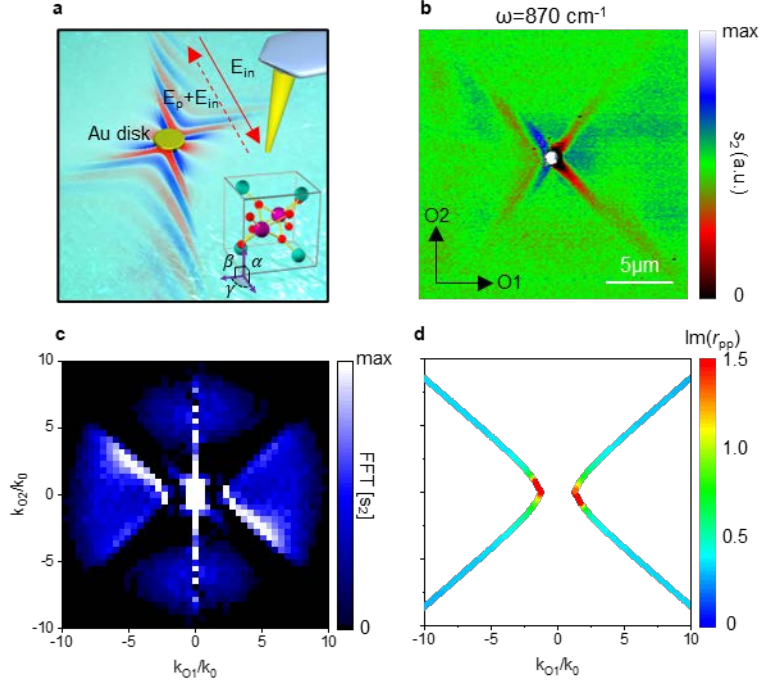 a
E_in
E_p+E_in
Au disk
β α
γ
b
ω=870 cm⁻¹
max
s₂ (a.u.)
0
O2
O1
5μm
c
10
5
0
-5
-10
-10 -5 0 5 10
k_O2/k_0
k_O1/k_0
max
FFT [s₂]
0
d
Im(r_pp)
1.5
1.0
0.5
0
-10 -5 0 5 10
k_O1/k_0